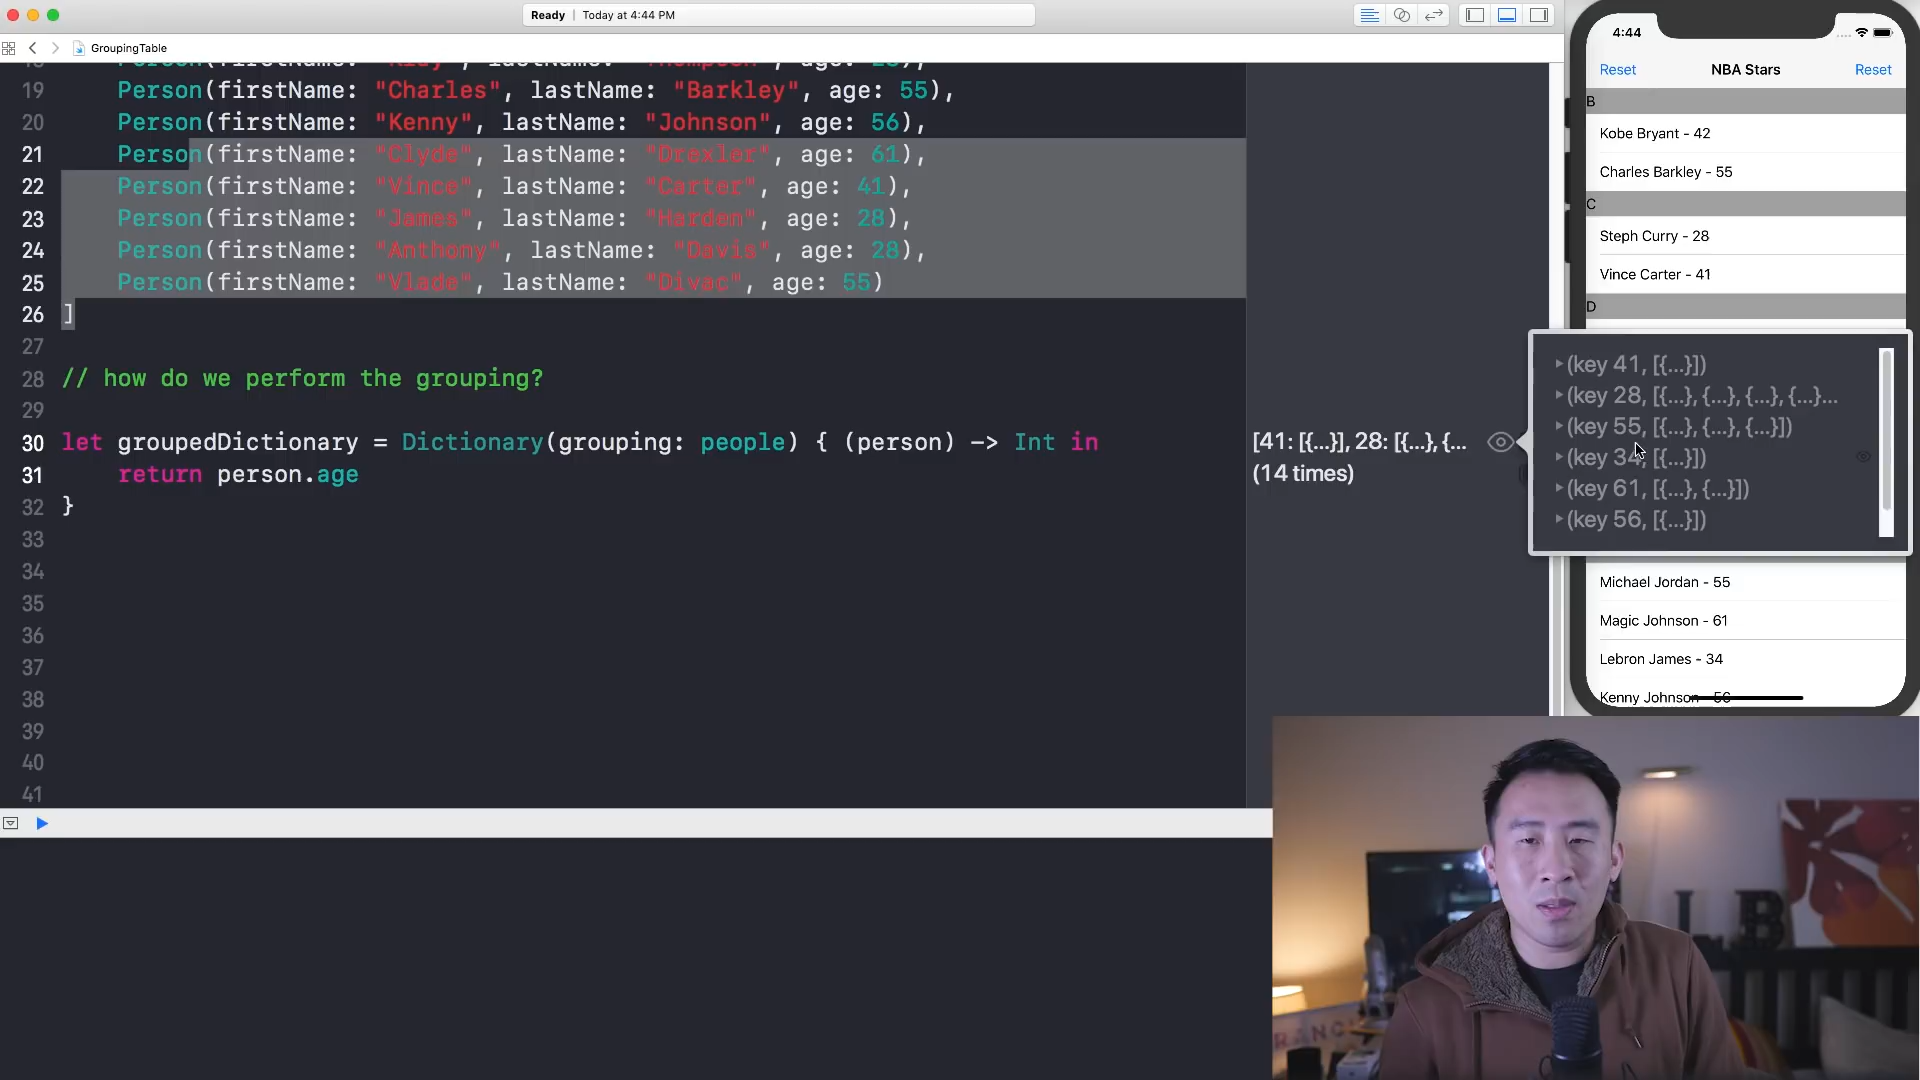 Ready | Today at 4:44 PM
GroupingTable
19 Person(firstName: "Charles", lastName: "Barkley", age: 55),
20 Person(firstName: "Kenny", lastName: "Johnson", age: 56),
21 Person(firstName: "Clyde", lastName: "Drexler", age: 61),
22 Person(firstName: "Vince", lastName: "Carter", age: 41),
23 Person(firstName: "James", lastName: "Harden", age: 28),
24 Person(firstName: "Anthony", lastName: "Davis", age: 28),
25 Person(firstName: "Vlade", lastName: "Divac", age: 55)
26 ]
27
28 // how do we perform the grouping?
29
30 let groupedDictionary = Dictionary(grouping: people) { (person) -> Int in
31 return person.age
32 }
33
34
35
36
37
38
39
40
41
[41: [{...}], 28: [{...}, {...
(14 times)
4:44
Reset NBA Stars Reset
B
Kobe Bryant - 42
Charles Barkley - 55
C
Steph Curry - 28
Vince Carter - 41
D
(key 41, [{...}])
(key 28, [{...}, {...}, {...}, {...}...
(key 55, [{...}, {...}, {...}])
(key 34, [{...}])
(key 61, [{...}, {...}])
(key 56, [{...}])
Michael Jordan - 55
Magic Johnson - 61
Lebron James - 34
Kenny Johnson - 56
L B